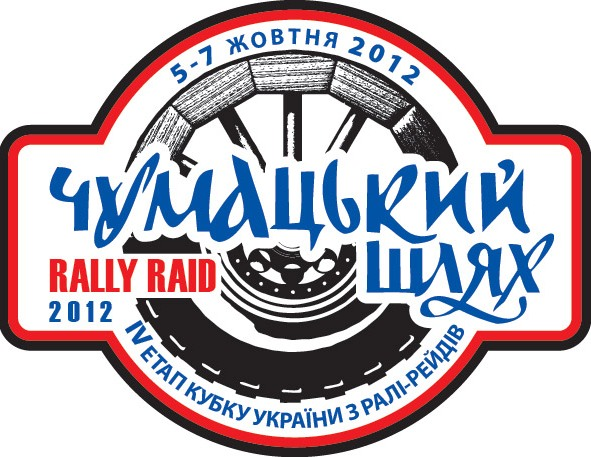 5-7 ЖОВТНЯ 2012
ЧУМАЦЬКИЙ
ШЛЯХ
RALLY RAID
2012
IV ЕТАП КУБКУ УКРАЇНИ З РАЛІ-РЕЙДІВ